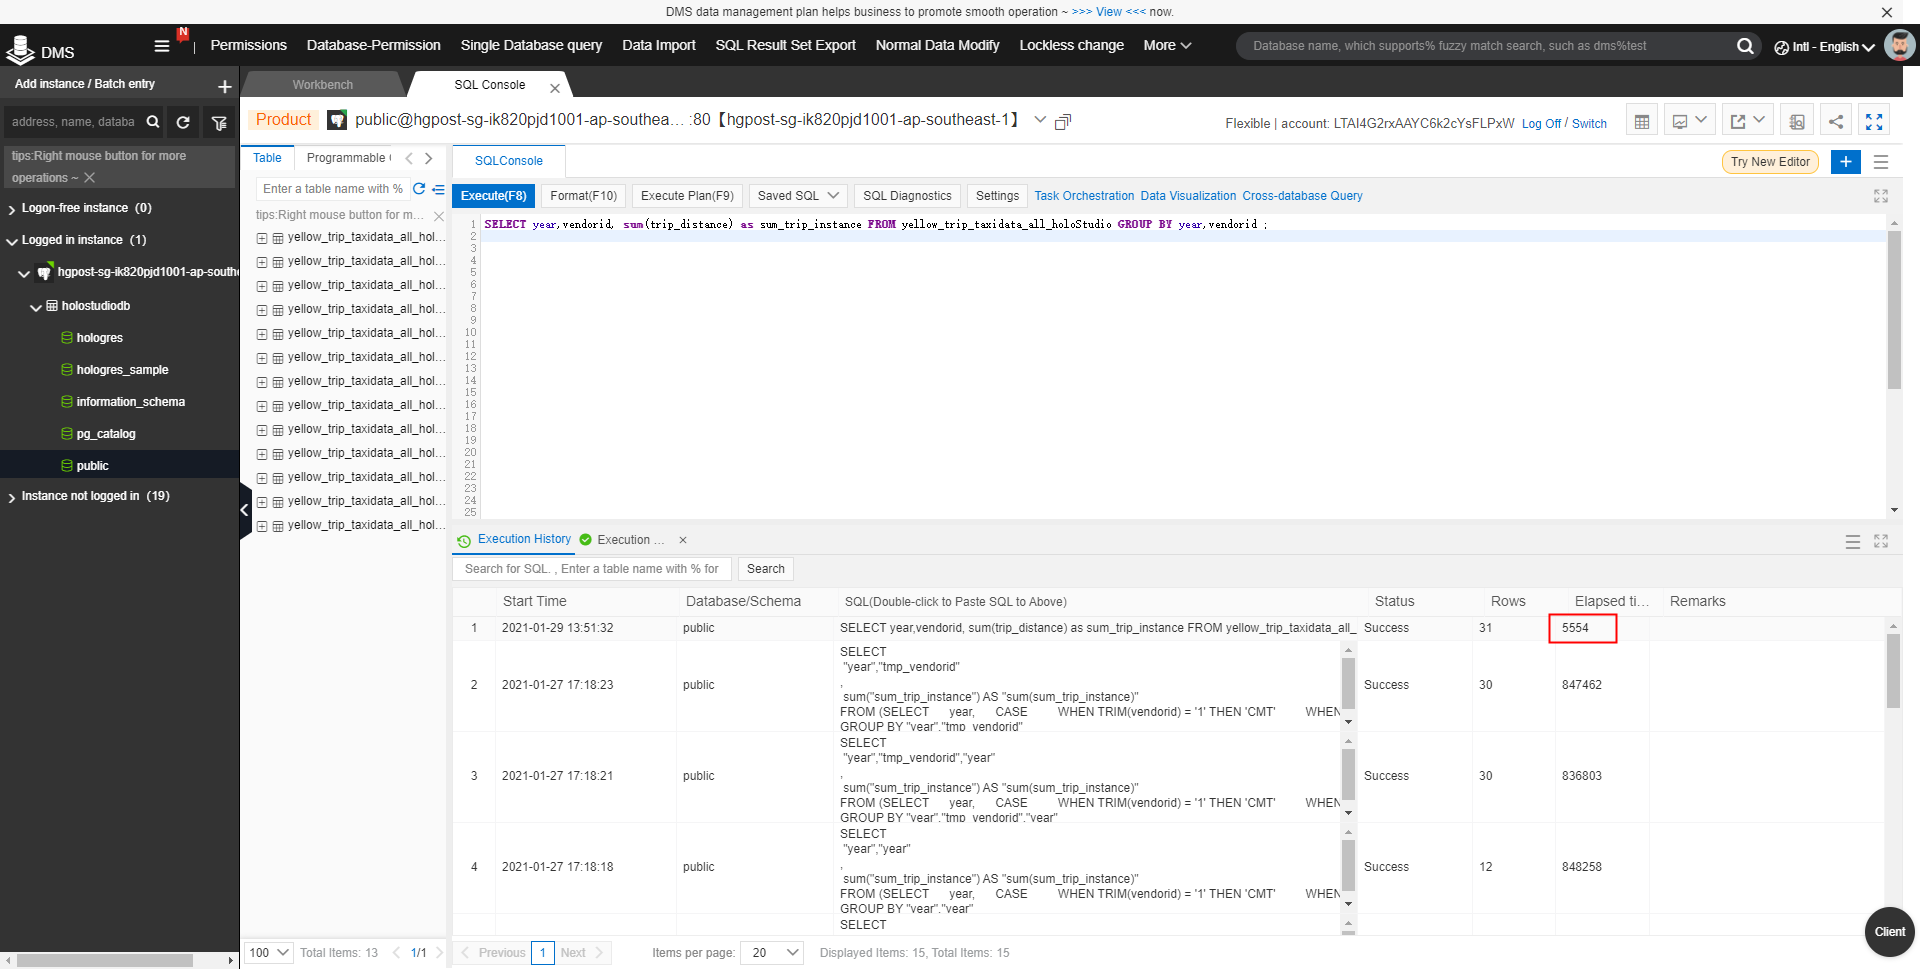 DMS data management plan helps business to promote smooth operation ~ >>> View <<< now.
DMS
N
Permissions Database-Permission Single Database query Data Import SQL Result Set Export Normal Data Modify Lockless change More
Database name, which supports% fuzzy match search, such as dms%test
Intl - English
Add instance / Batch entry
Workbench
SQL Console
address, name, databa
tips:Right mouse button for more
operations ~
Logon-free instance (0)
Logged in instance (1)
hgpost-sg-ik820pjd1001-ap-southe
holostudiodb
hologres
hologres_sample
information_schema
pg_catalog
public
Instance not logged in (19)
Product public@hgpost-sg-ik820pjd1001-ap-southea... :80【hgpost-sg-ik820pjd1001-ap-southeast-1】
Flexible | account: LTAI4G2rxAAYC6k2cYsFLPxW Log Off / Switch
Table Programmable
Enter a table name with %
tips:Right mouse button for m...
yellow_trip_taxidata_all_hol...
yellow_trip_taxidata_all_hol...
yellow_trip_taxidata_all_hol...
yellow_trip_taxidata_all_hol...
yellow_trip_taxidata_all_hol...
yellow_trip_taxidata_all_hol...
yellow_trip_taxidata_all_hol...
yellow_trip_taxidata_all_hol...
yellow_trip_taxidata_all_hol...
yellow_trip_taxidata_all_hol...
yellow_trip_taxidata_all_hol...
yellow_trip_taxidata_all_hol...
yellow_trip_taxidata_all_hol...
100 Total Items: 13 1/1
SQLConsole
Try New Editor
Execute(F8) Format(F10) Execute Plan(F9) Saved SQL SQL Diagnostics Settings Task Orchestration Data Visualization Cross-database Query
1 SELECT year,vendorid, sum(trip_distance) as sum_trip_instance FROM yellow_trip_taxidata_all_holoStudio GROUP BY year,vendorid ;
2
3
4
5
6
7
8
9
10
11
12
13
14
15
16
17
18
19
20
21
22
23
24
25
Execution History Execution ...
Search for SQL. , Enter a table name with % for Search
Start Time Database/Schema SQL(Double-click to Paste SQL to Above) Status Rows Elapsed ti... Remarks
1 2021-01-29 13:51:32 public SELECT year,vendorid, sum(trip_distance) as sum_trip_instance FROM yellow_trip_taxidata_all_ Success 31 5554
SELECT
"year","tmp_vendorid"
2 2021-01-27 17:18:23 public , Success 30 847462
sum("sum_trip_instance") AS "sum(sum_trip_instance)"
FROM (SELECT year, CASE WHEN TRIM(vendorid) = '1' THEN 'CMT' WHEN
GROUP BY "year"."tmp_vendorid"
SELECT
"year","tmp_vendorid","year"
3 2021-01-27 17:18:21 public , Success 30 836803
sum("sum_trip_instance") AS "sum(sum_trip_instance)"
FROM (SELECT year, CASE WHEN TRIM(vendorid) = '1' THEN 'CMT' WHEN
GROUP BY "year"."tmp_vendorid"."year"
SELECT
"year","year"
4 2021-01-27 17:18:18 public , Success 12 848258
sum("sum_trip_instance") AS "sum(sum_trip_instance)"
FROM (SELECT year, CASE WHEN TRIM(vendorid) = '1' THEN 'CMT' WHEN
GROUP BY "year"."year"
SELECT
Previous 1 Next Items per page: 20 Displayed Items: 15, Total Items: 15
Client